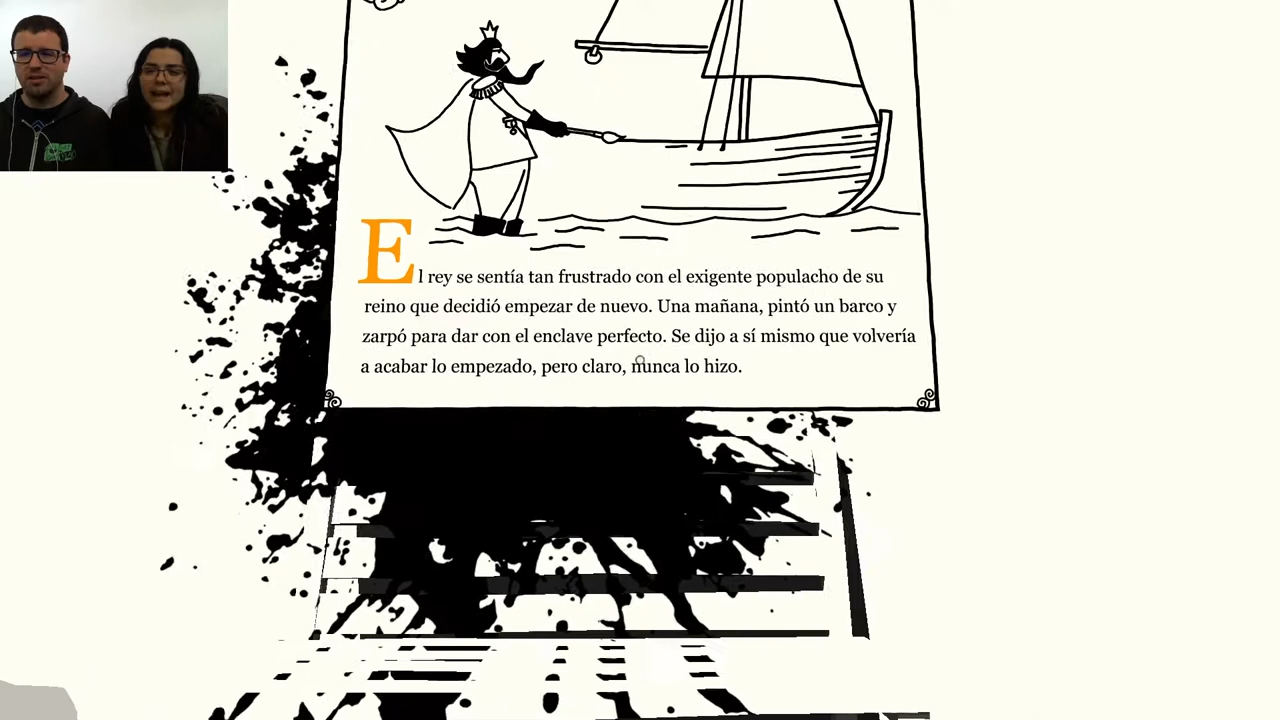 El rey se sentía tan frustrado con el exigente populacho de su
reino que decidió empezar de nuevo. Una mañana, pintó un barco y
zarpó para dar con el enclave perfecto. Se dijo a sí mismo que volvería
a acabar lo empezado, pero claro, nunca lo hizo.